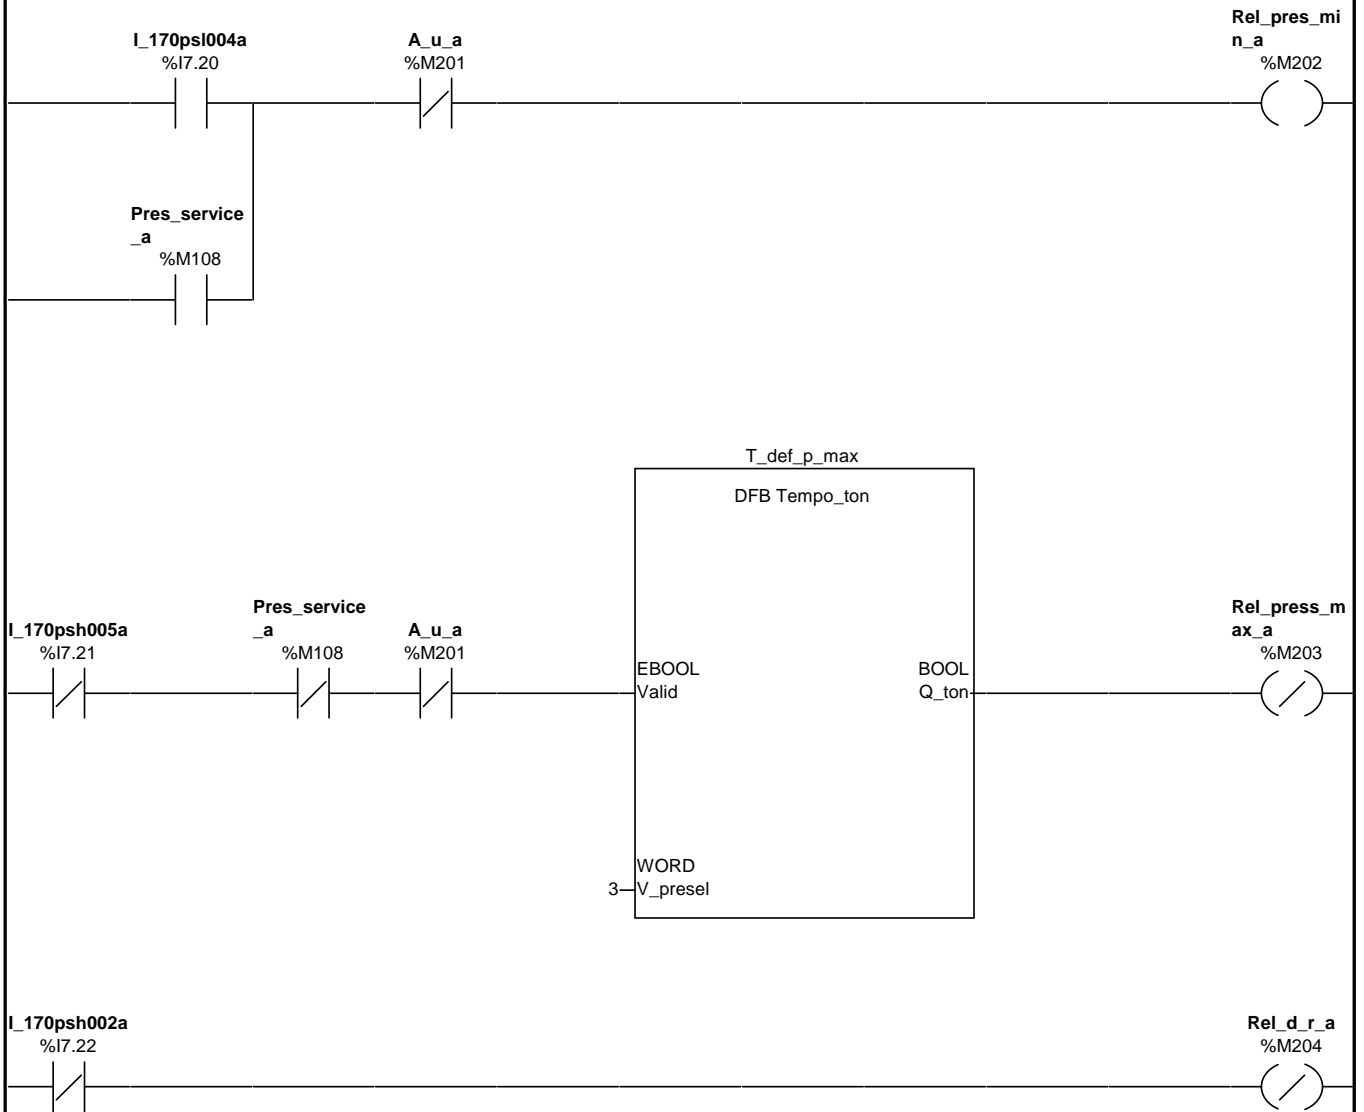 Rel_pres_mi
n_a
I_170psl004a
A_u_a
%I7.20
%M201
%M202
Pres_service
_a
%M108
T_def_p_max
DFB Tempo_ton
Pres_service
_a
Rel_press_m
ax_a
I_170psh005a
A_u_a
%I7.21
%M108
%M201
%M203
EBOOL
Valid
BOOL
Q_ton
WORD
3
V_presel
I_170psh002a
Rel_d_r_a
%I7.22
%M204